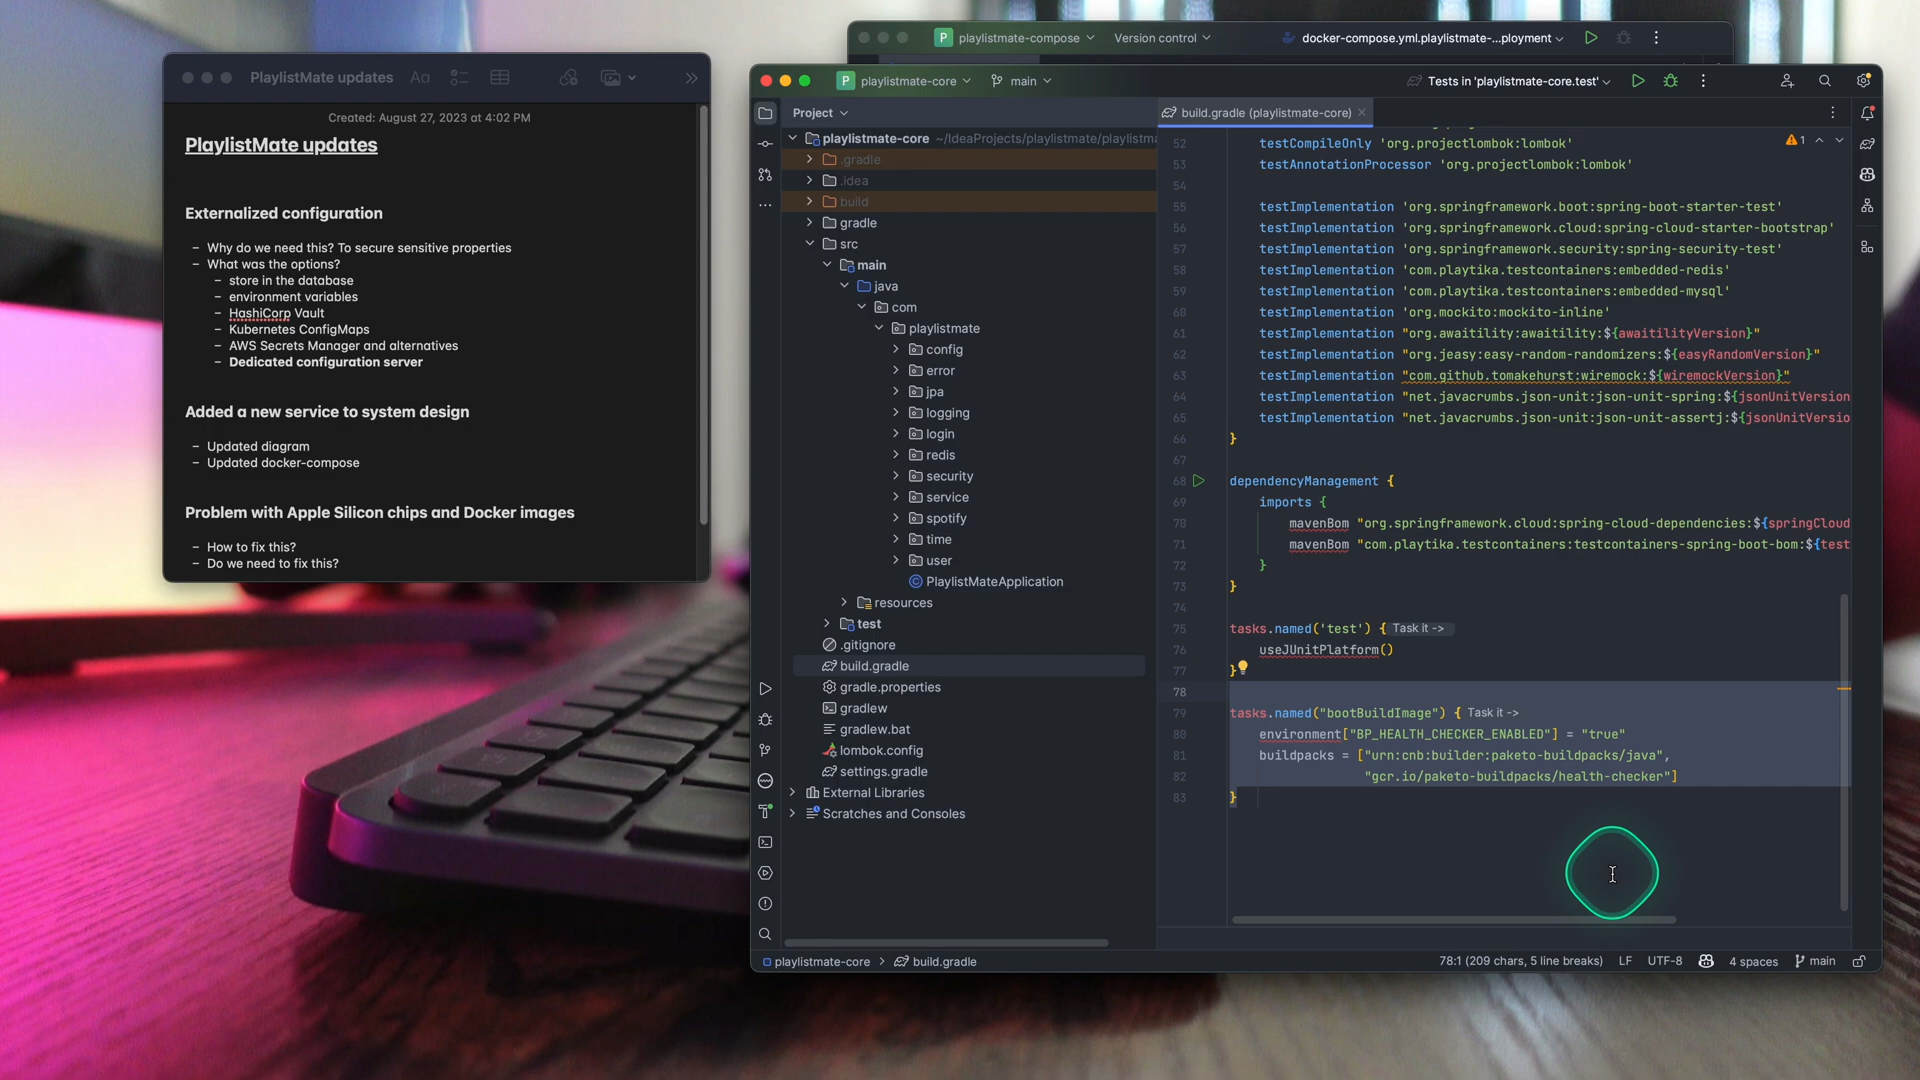 PlaylistMate updates
Aa
Created: August 27, 2023 at 4:02 PM
PlaylistMate updates
Externalized configuration
– Why do we need this? To secure sensitive properties
– What was the options?
– store in the database
– environment variables
– HashiCorp Vault
– Kubernetes ConfigMaps
– AWS Secrets Manager and alternatives
– Dedicated configuration server
Added a new service to system design
– Updated diagram
– Updated docker-compose
Problem with Apple Silicon chips and Docker images
– How to fix this?
– Do we need to fix this?
P playlistmate-compose
Version control
docker-compose.yml.playlistmate-...ployment
P playlistmate-core
main
Tests in 'playlistmate-core.test'
Project
playlistmate-core ~/IdeaProjects/playlistmate/playlistm
.gradle
.idea
build
gradle
src
main
java
com
playlistmate
config
error
jpa
logging
login
redis
security
service
spotify
time
user
PlaylistMateApplication
resources
test
.gitignore
build.gradle
gradle.properties
gradlew
gradlew.bat
lombok.config
settings.gradle
External Libraries
Scratches and Consoles
build.gradle (playlistmate-core)
1
52 testCompileOnly 'org.projectlombok:lombok'
53 testAnnotationProcessor 'org.projectlombok:lombok'
54
55 testImplementation 'org.springframework.boot:spring-boot-starter-test'
56 testImplementation 'org.springframework.cloud:spring-cloud-starter-bootstrap'
57 testImplementation 'org.springframework.security:spring-security-test'
58 testImplementation 'com.playtika.testcontainers:embedded-redis'
59 testImplementation 'com.playtika.testcontainers:embedded-mysql'
60 testImplementation 'org.mockito:mockito-inline'
61 testImplementation "org.awaitility:awaitility:${awaitilityVersion}"
62 testImplementation "org.jeasy:easy-random-randomizers:${easyRandomVersion}"
63 testImplementation "com.github.tomakehurst:wiremock:${wiremockVersion}"
64 testImplementation "net.javacrumbs.json-unit:json-unit-spring:${jsonUnitVersion
65 testImplementation "net.javacrumbs.json-unit:json-unit-assertj:${jsonUnitVersio
66 }
67
68 dependencyManagement {
69 imports {
70 mavenBom "org.springframework.cloud:spring-cloud-dependencies:${springCloud
71 mavenBom "com.playtika.testcontainers:testcontainers-spring-boot-bom:${test
72 }
73 }
74
75 tasks.named('test') { Task it ->
76 useJUnitPlatform()
77 }
78
79 tasks.named("bootBuildImage") { Task it ->
80 environment["BP_HEALTH_CHECKER_ENABLED"] = "true"
81 buildpacks = ["urn:cnb:builder:paketo-buildpacks/java",
82 "gcr.io/paketo-buildpacks/health-checker"]
83 }
playlistmate-core > build.gradle
78:1 (209 chars, 5 line breaks)
LF
UTF-8
4 spaces
main